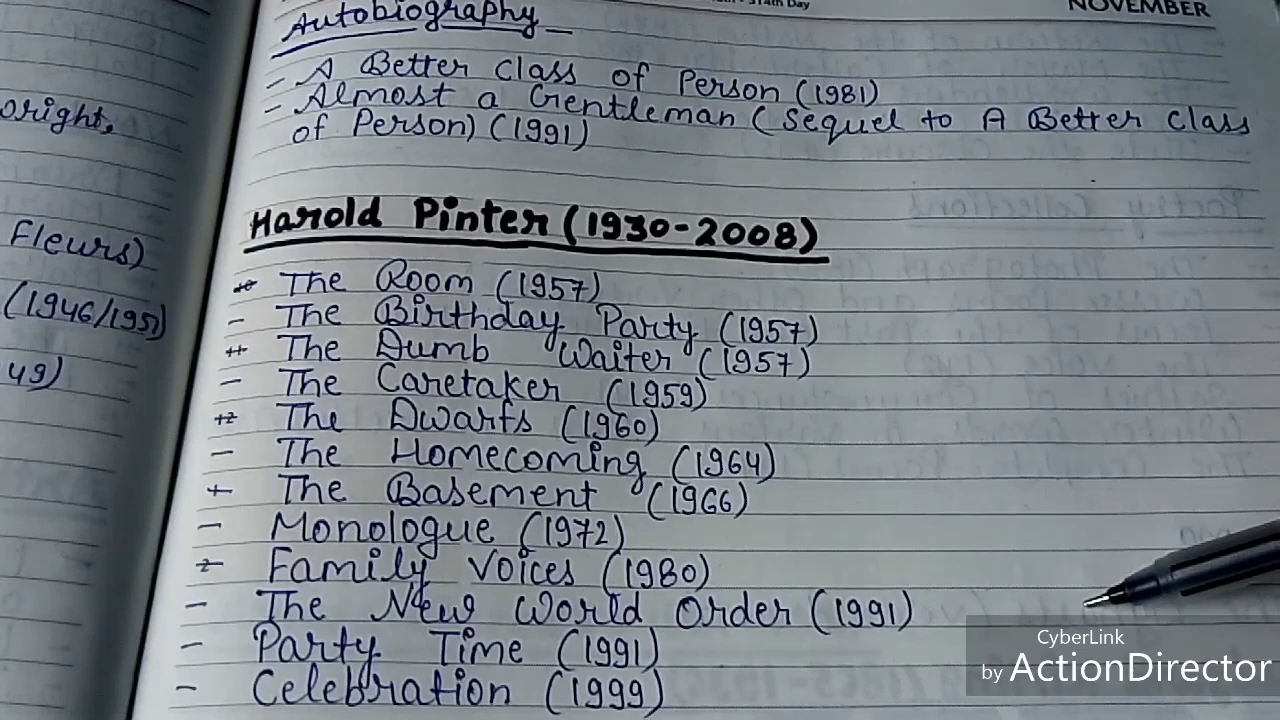 314th Day
NOVEMBER
Autobiography
- A Better Class of Person (1981)
- Almost a Gentleman (Sequel to A Better Class
of Person) (1991)
oright,
Fleurs)
(1946/1951)
49)
Harold Pinter (1930-2008)
- The Room (1957)
- The Birthday Party (1957)
- The Dumb Waiter (1957)
- The Caretaker (1959)
- The Dwarfs (1960)
- The Homecoming (1964)
- The Basement (1966)
- Monologue (1972)
- Family Voices (1980)
- The New World Order (1991)
- Party Time (1991)
- Celebration (1999)
CyberLink
by ActionDirector